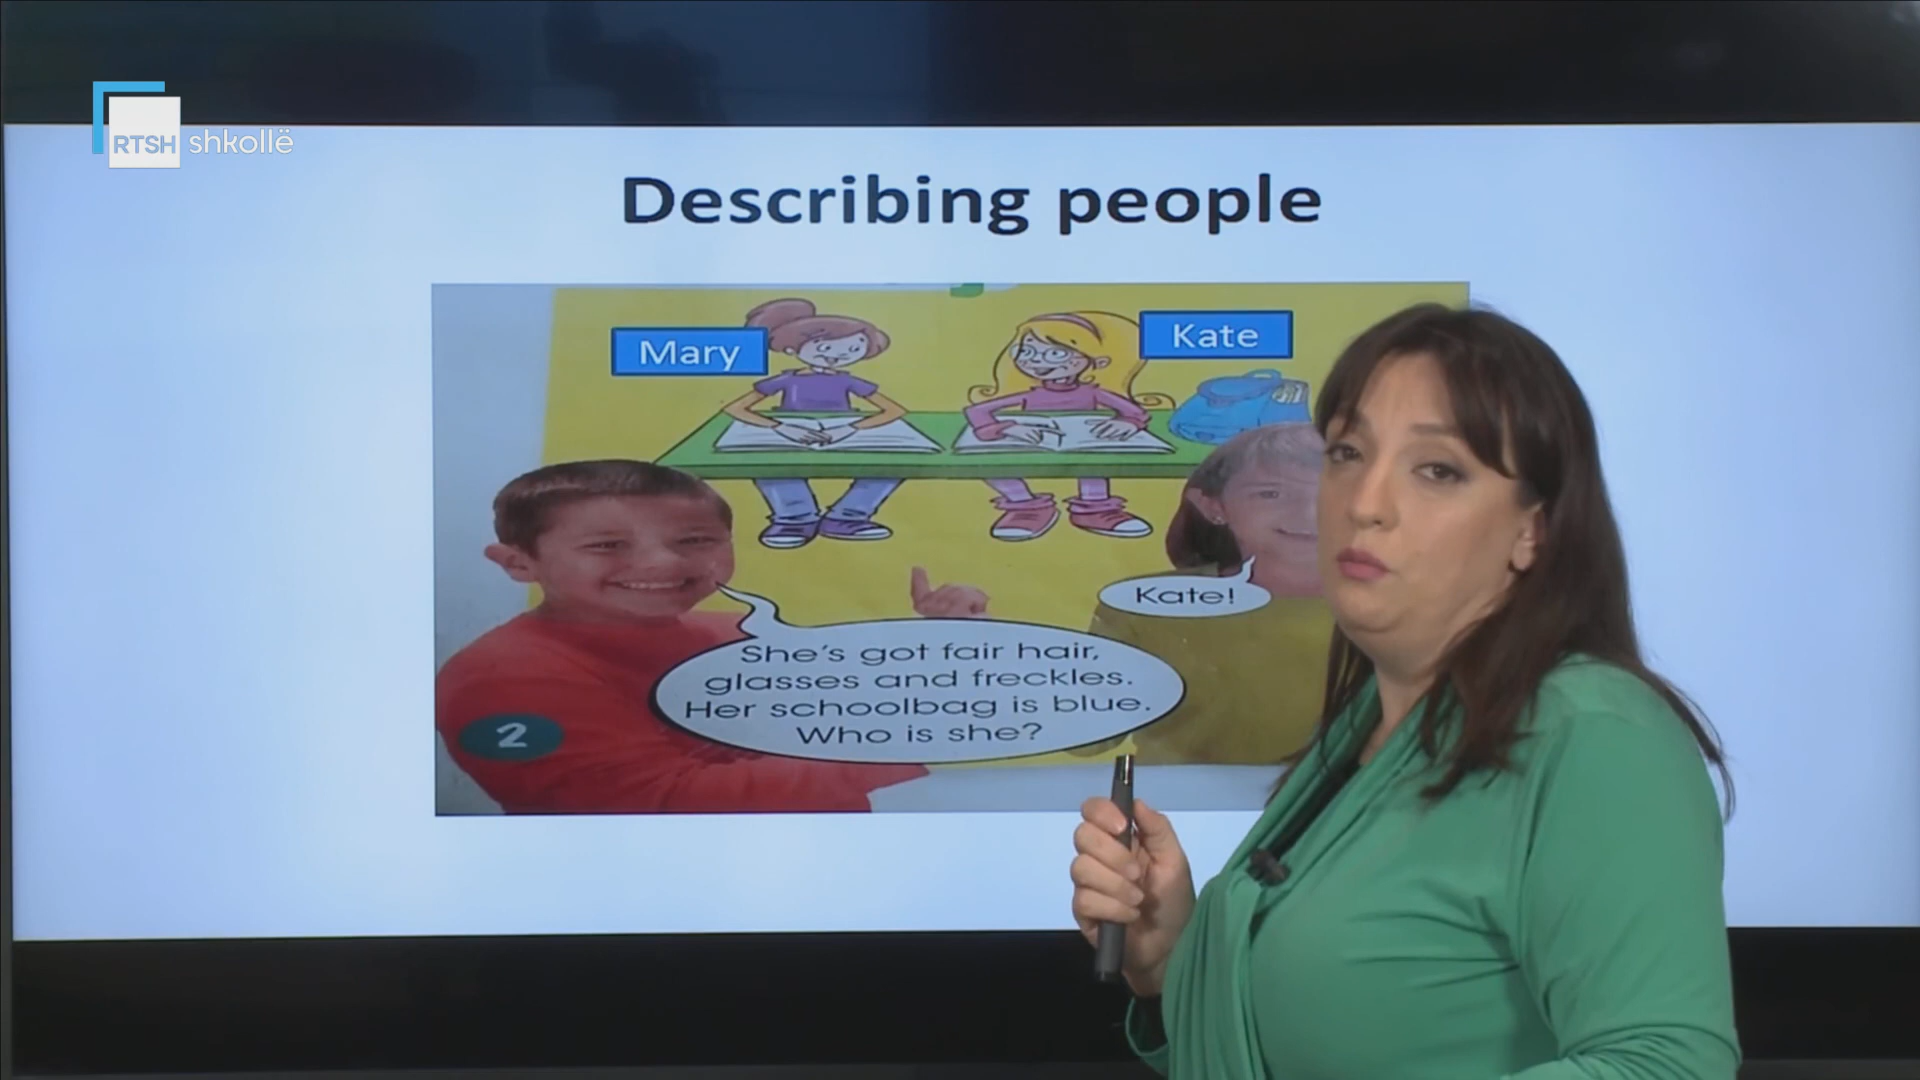 RTSH shkollë
Describing people
Mary
Kate
Kate!
She's got fair hair,
glasses and freckles.
Her schoolbag is blue.
Who is she?
2